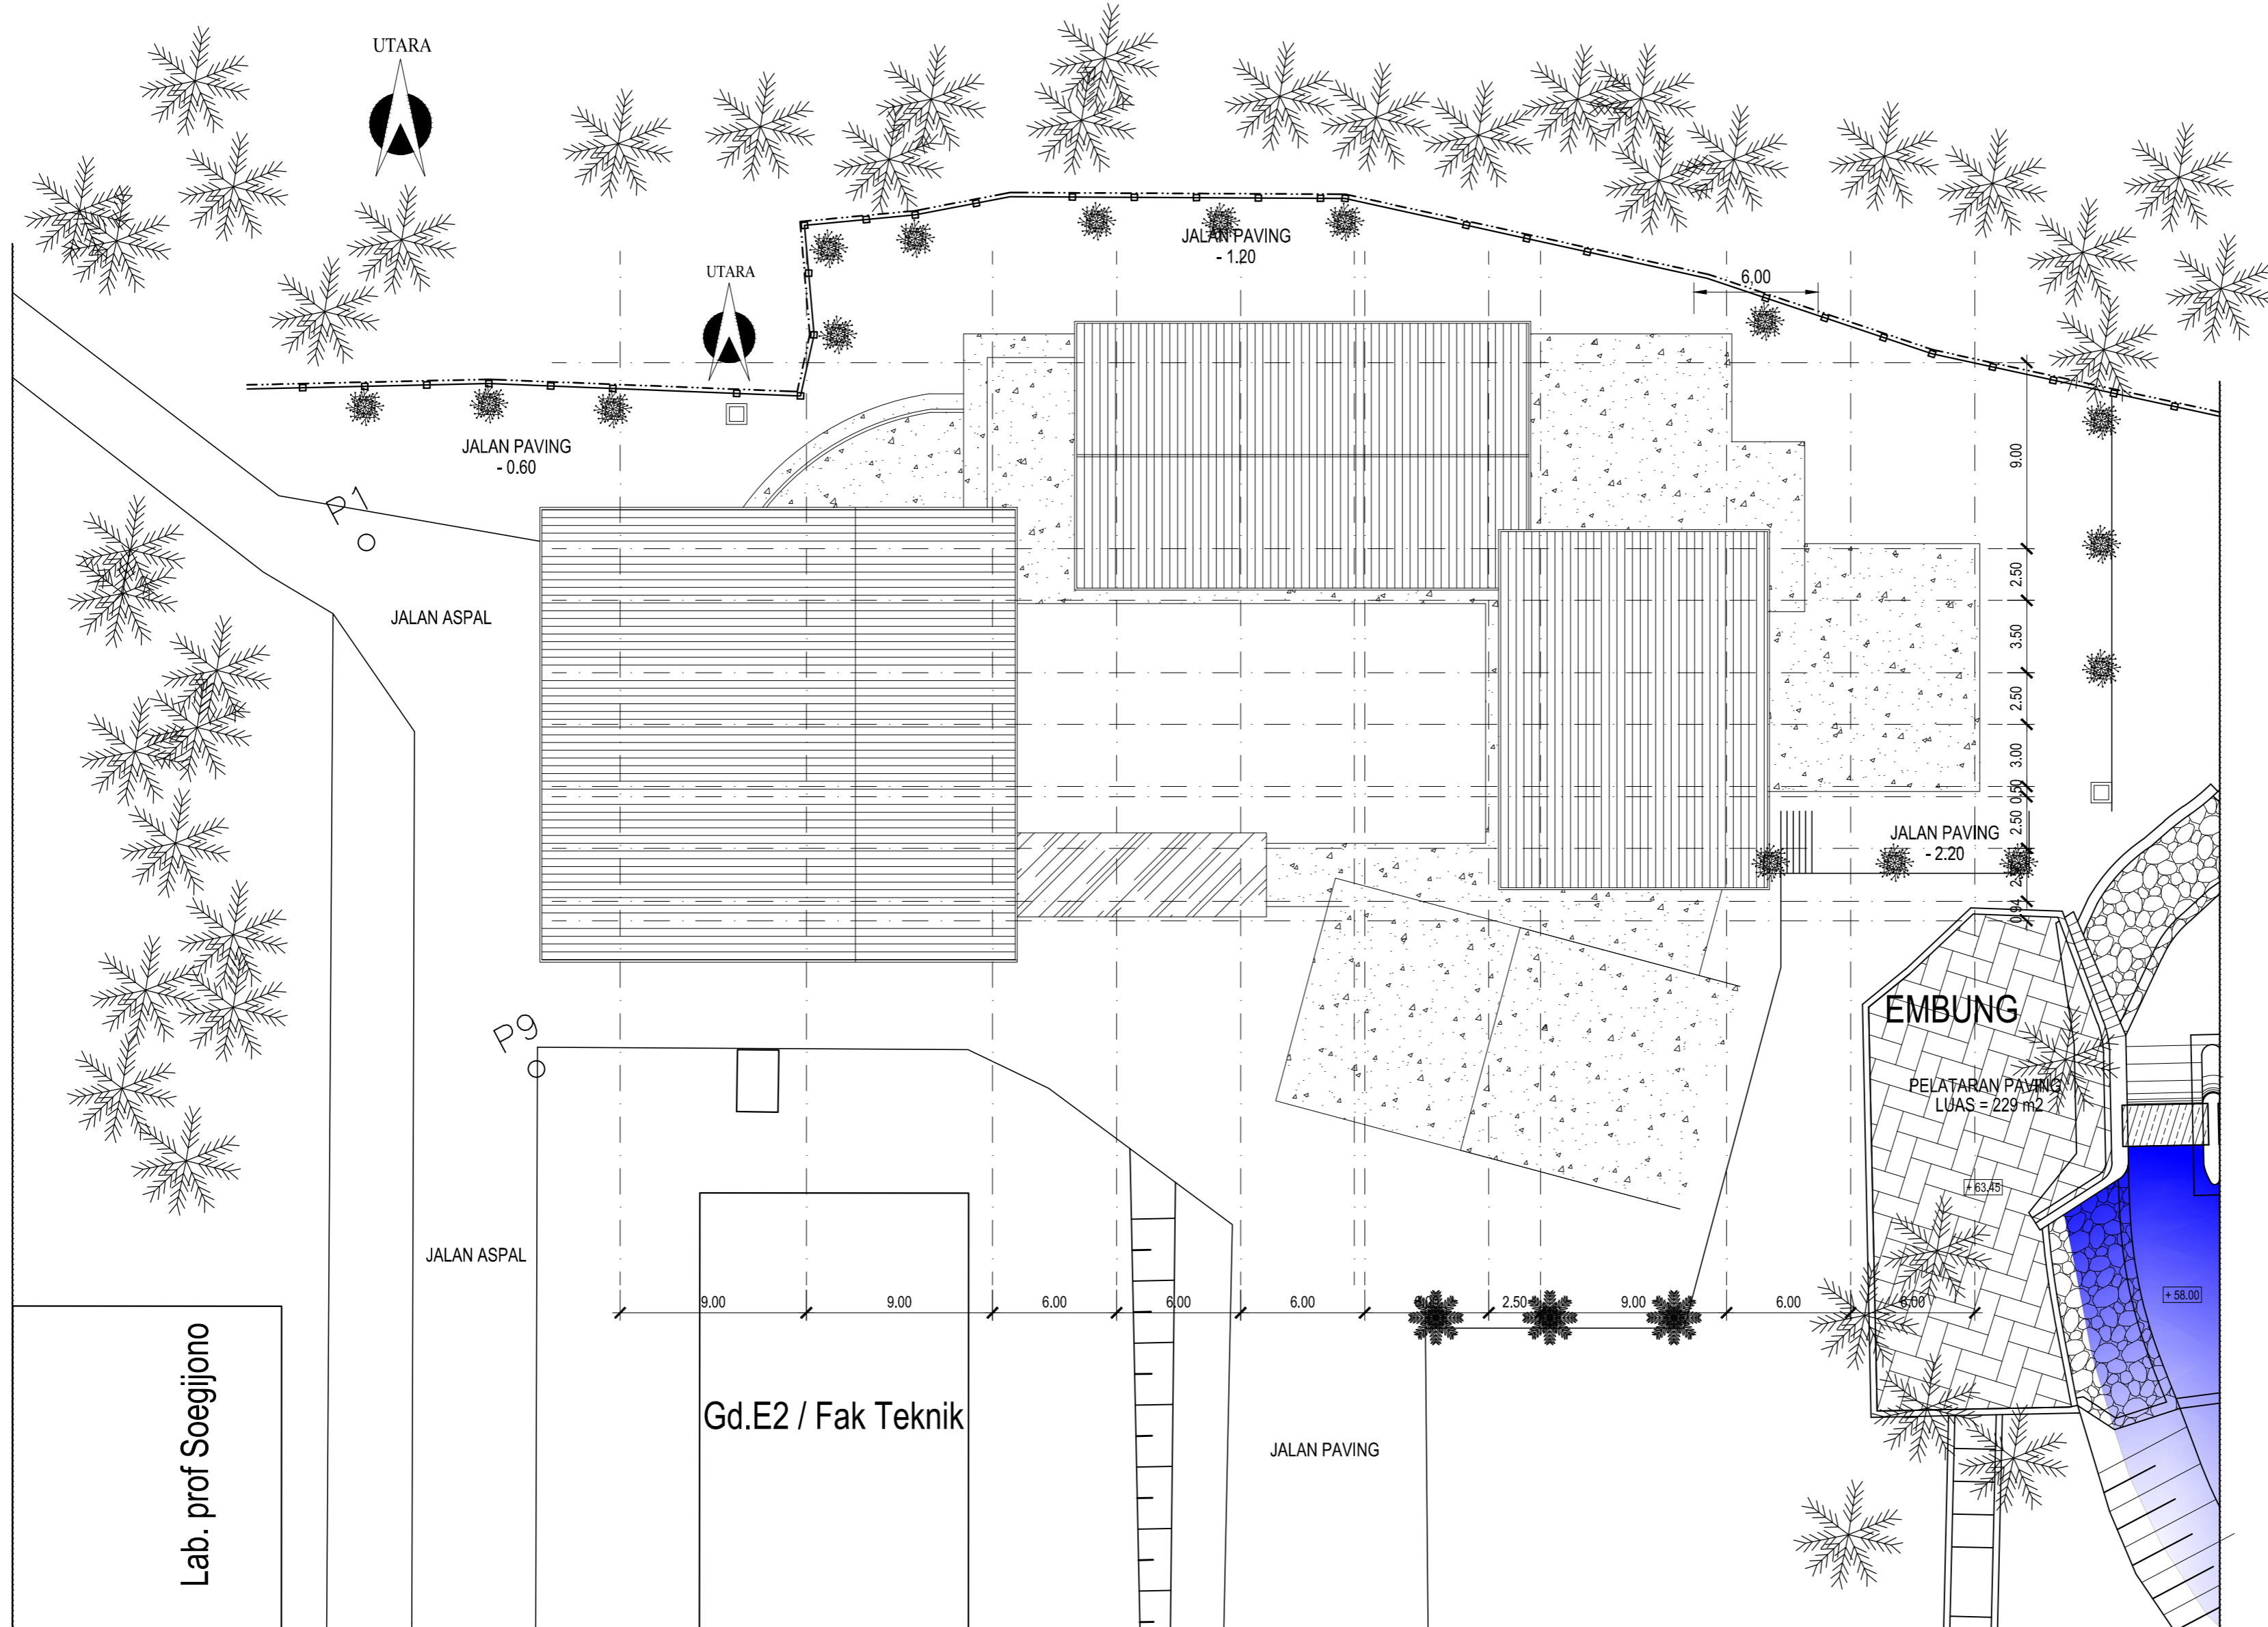 UTARA
UTARA
JALAN PAVING
- 1.20
6,00
JALAN PAVING
- 0.60
P1
JALAN ASPAL
9.00
2.50
3.50
2.50
3.00
0.50
2.50
JALAN PAVING
- 2.20
0.94
P9
EMBUNG
PELATARAN PAVING
LUAS = 229 m2
+ 63.45
+ 58.00
JALAN ASPAL
9.00
9.00
6.00
6.00
6.00
2.50
9.00
6.00
6.00
Lab. prof Soegijono
Gd.E2 / Fak Teknik
JALAN PAVING